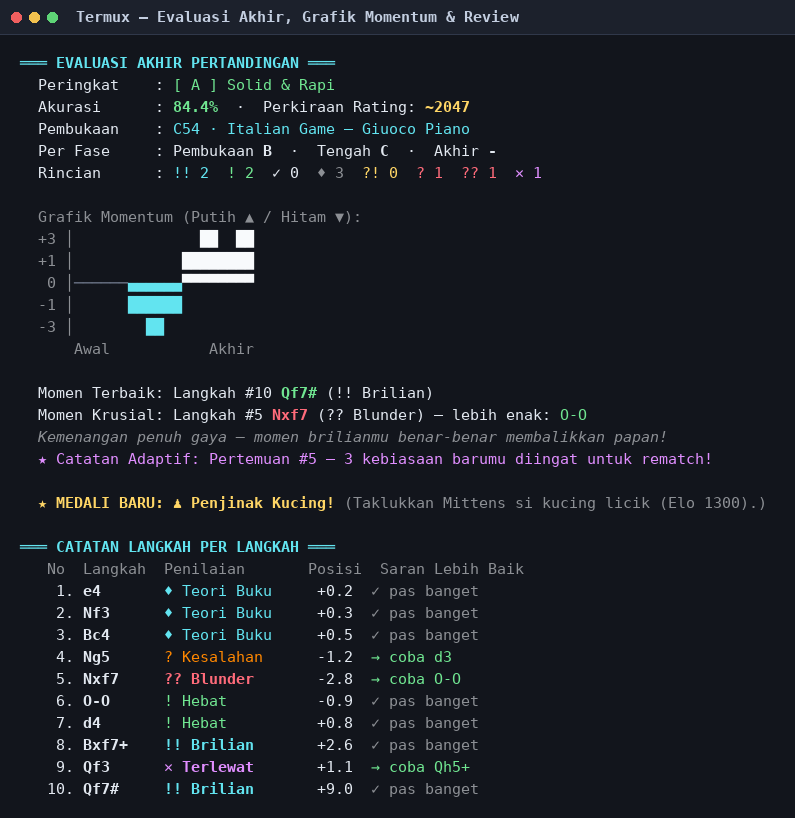 Termux — Evaluasi Akhir, Grafik Momentum & Review
═══ EVALUASI AKHIR PERTANDINGAN ═══
Peringkat : [ A ] Solid & Rapi
Akurasi : 84.4% · Perkiraan Rating: ~2047
Pembukaan : C54 · Italian Game — Giuoco Piano
Per Fase : Pembukaan B · Tengah C · Akhir -
Rincian : !! 2 ! 2 ✓ 0 ♦ 3 ?! 0 ? 1 ?? 1 × 1
Grafik Momentum (Putih ▲ / Hitam ▼):
+3 │
+1 │
0 │
-1 │
-3 │
Awal Akhir
Momen Terbaik: Langkah #10 Qf7# (!! Brilian)
Momen Krusial: Langkah #5 Nxf7 (?? Blunder) — lebih enak: O-O
Kemenangan penuh gaya — momen brilianmu benar-benar membalikkan papan!
★ Catatan Adaptif: Pertemuan #5 — 3 kebiasaan barumu diingat untuk rematch!
★ MEDALI BARU: ♟ Penjinak Kucing! (Taklukkan Mittens si kucing licik (Elo 1300).)
═══ CATATAN LANGKAH PER LANGKAH ═══
No Langkah Penilaian Posisi Saran Lebih Baik
1. e4 ♦ Teori Buku +0.2 ✓ pas banget
2. Nf3 ♦ Teori Buku +0.3 ✓ pas banget
3. Bc4 ♦ Teori Buku +0.5 ✓ pas banget
4. Ng5 ? Kesalahan -1.2 → coba d3
5. Nxf7 ?? Blunder -2.8 → coba O-O
6. O-O ! Hebat -0.9 ✓ pas banget
7. d4 ! Hebat +0.8 ✓ pas banget
8. Bxf7+ !! Brilian +2.6 ✓ pas banget
9. Qf3 × Terlewat +1.1 → coba Qh5+
10. Qf7# !! Brilian +9.0 ✓ pas banget